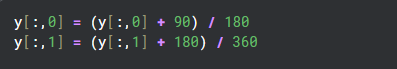 y[:,0] = (y[:,0] + 90) / 180
y[:,1] = (y[:,1] + 180) / 360